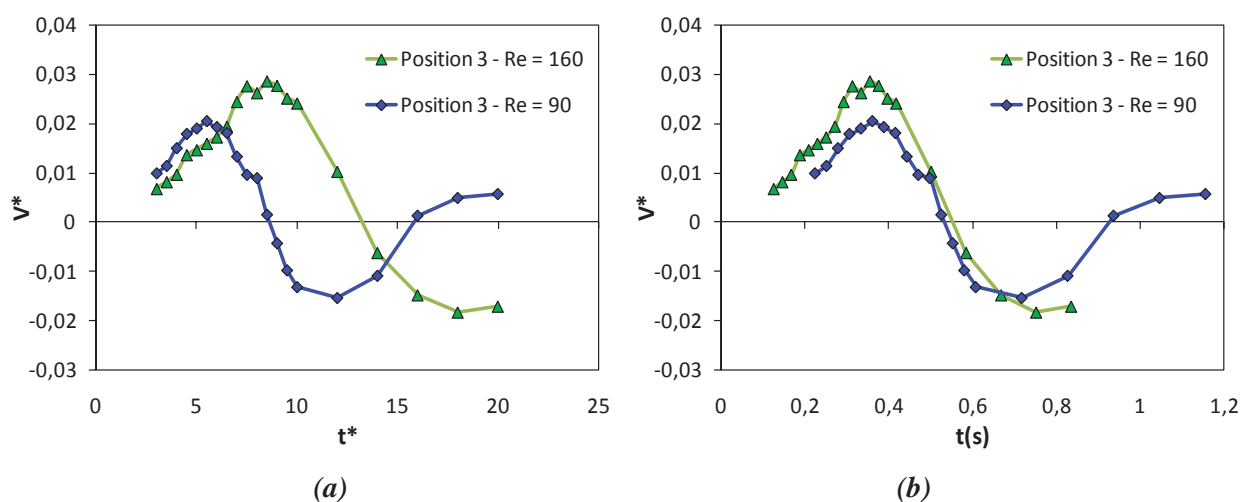 0,04
0,03
0,02
0,01
0
-0,01
-0,02
-0,03
V*
Position 3 - Re = 160
Position 3 - Re = 90
0 5 10 15 20 25
t*
(a)
0,04
0,03
0,02
0,01
0
-0,01
-0,02
-0,03
V*
Position 3 - Re = 160
Position 3 - Re = 90
0 0,2 0,4 0,6 0,8 1 1,2
t(s)
(b)